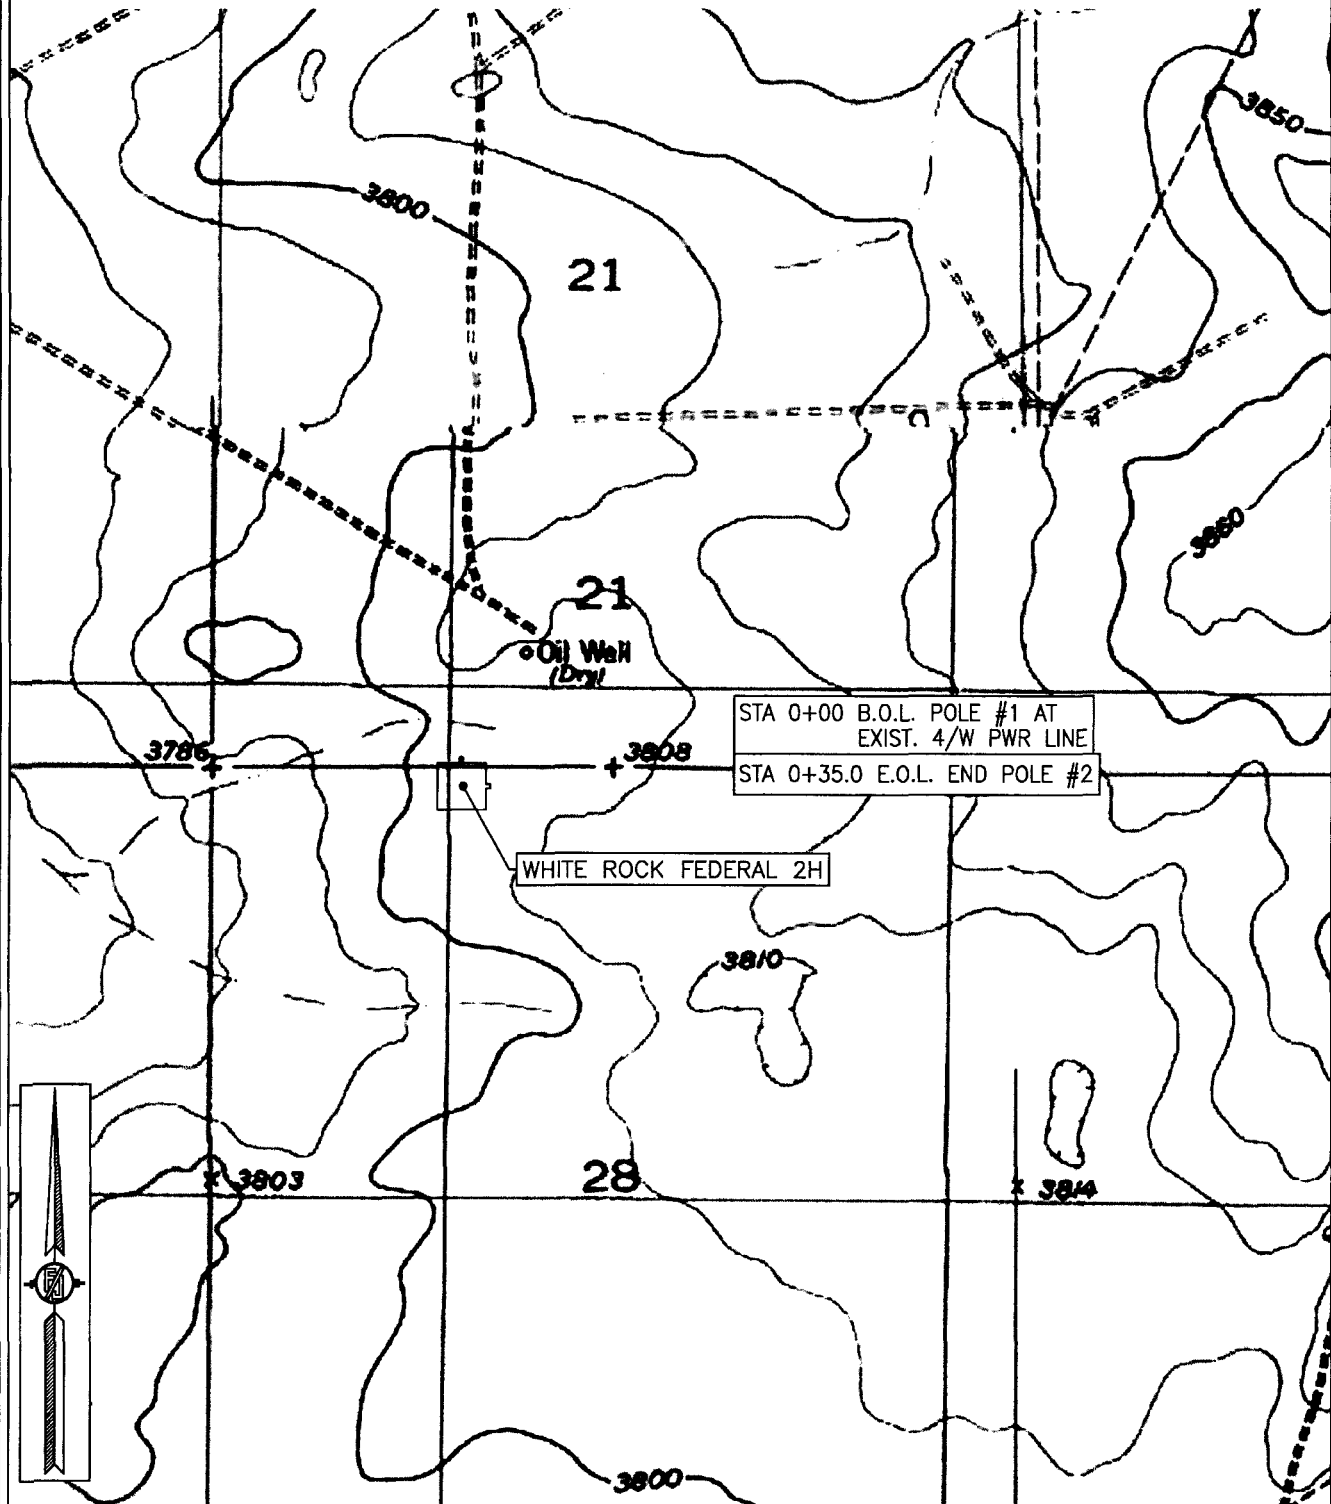 3850
3800
21
3860
21
Oil Well
(Dry)
STA 0+00 B.O.L. POLE #1 AT
EXIST. 4/W PWR LINE
3786
3808
STA 0+35.0 E.O.L. END POLE #2
WHITE ROCK FEDERAL 2H
3810
28
3803
3814
3800